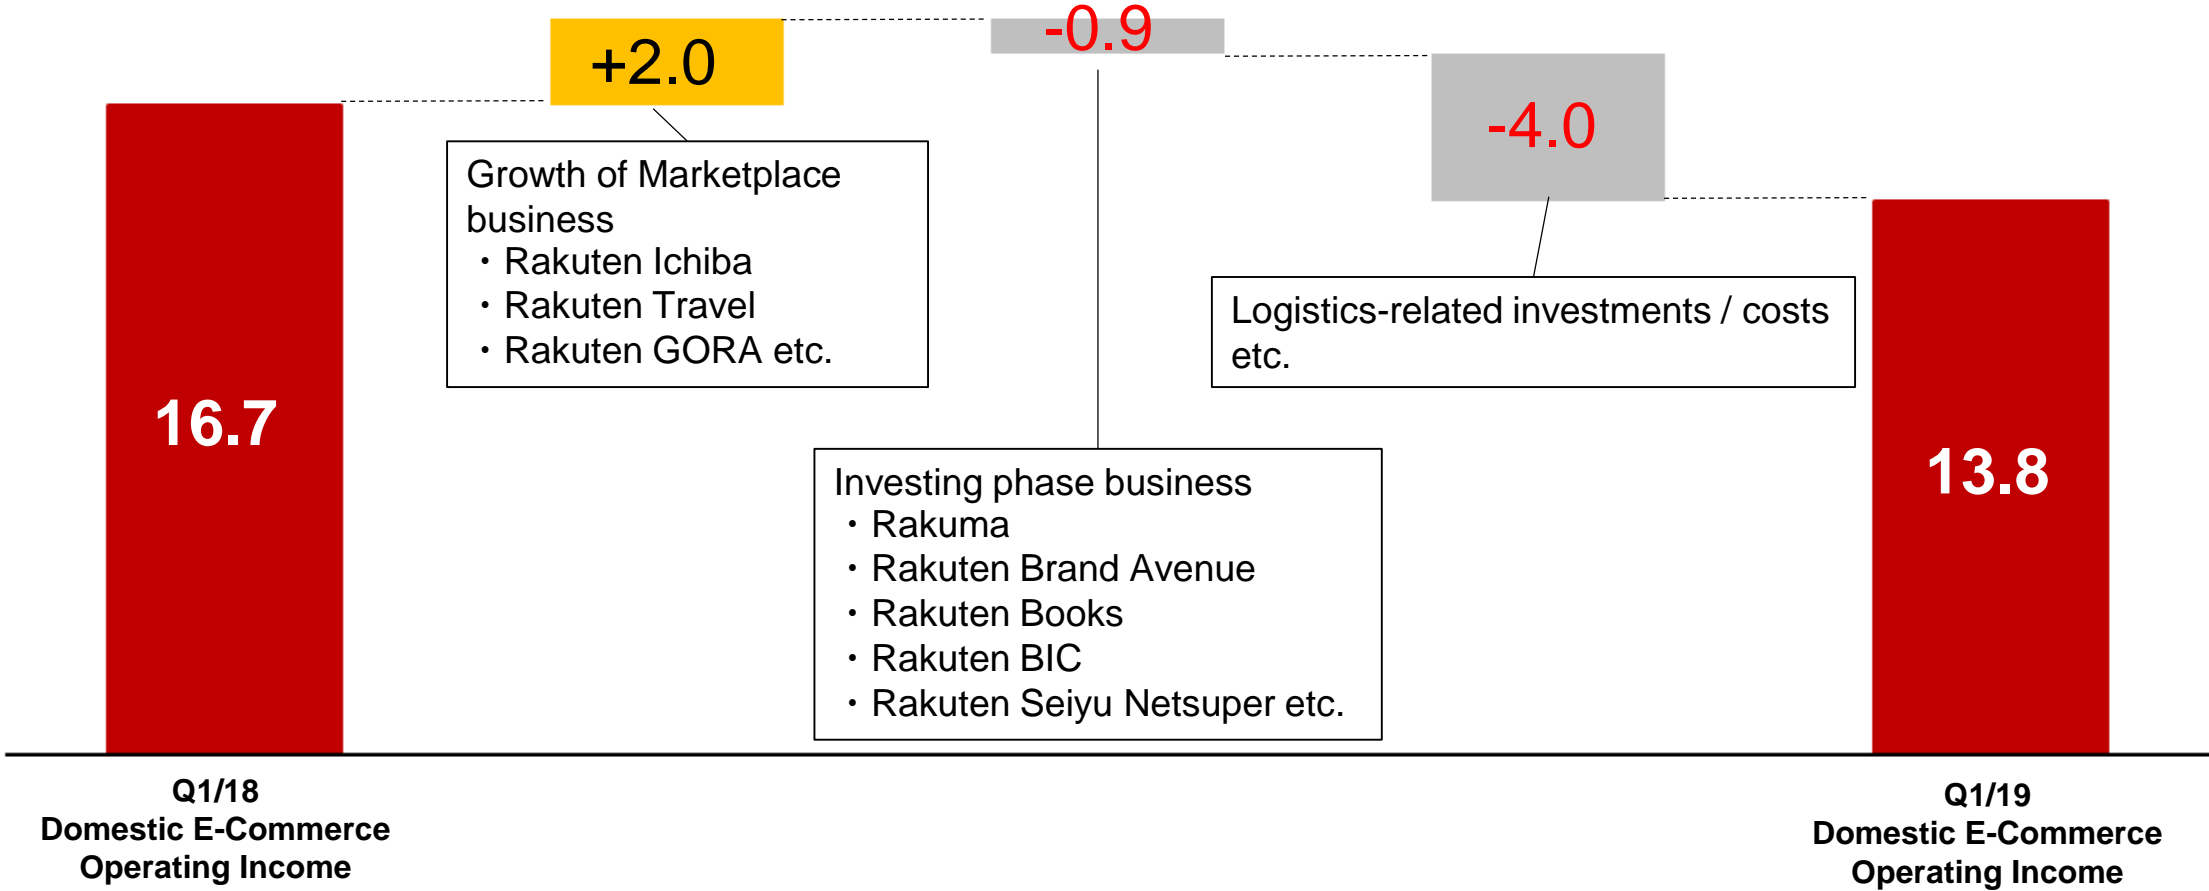 +2.0
-0.9
-4.0
Growth of Marketplace
business
・Rakuten Ichiba
・Rakuten Travel
・Rakuten GORA etc.
Logistics-related investments / costs
etc.
16.7
13.8
Investing phase business
・Rakuma
・Rakuten Brand Avenue
・Rakuten Books
・Rakuten BIC
・Rakuten Seiyu Netsuper etc.
Q1/18
Domestic E-Commerce
Operating Income
Q1/19
Domestic E-Commerce
Operating Income